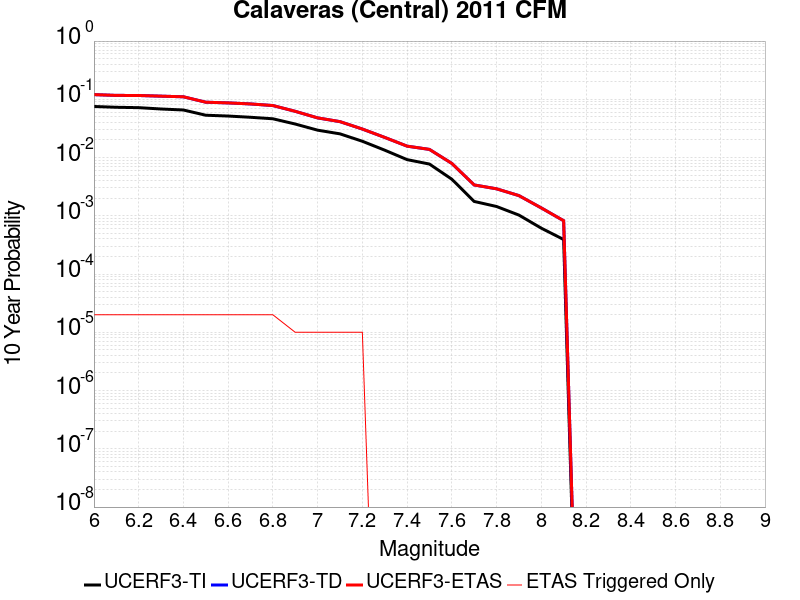 Calaveras (Central) 2011 CFM
10 Year Probability
10^0
10^-1
10^-2
10^-3
10^-4
10^-5
10^-6
10^-7
10^-8
6 6.2 6.4 6.6 6.8 7 7.2 7.4 7.6 7.8 8 8.2 8.4 8.6 8.8 9
Magnitude
UCERF3-TI UCERF3-TD UCERF3-ETAS ETAS Triggered Only